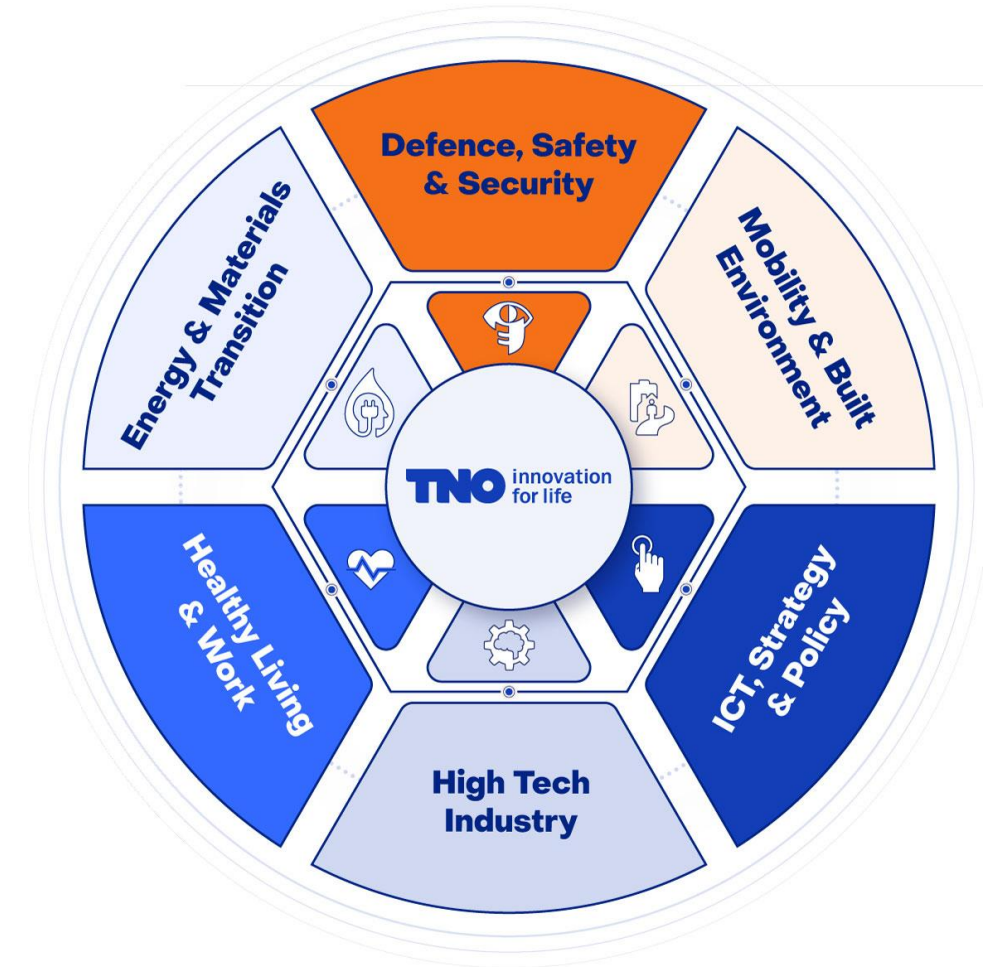 Defence, Safety
& Security
Mobility & Built
Environment
ICT, Strategy
& Policy
High Tech
Industry
Healthy Living
& Work
Energy & Materials
Transition
TNO innovation
for life